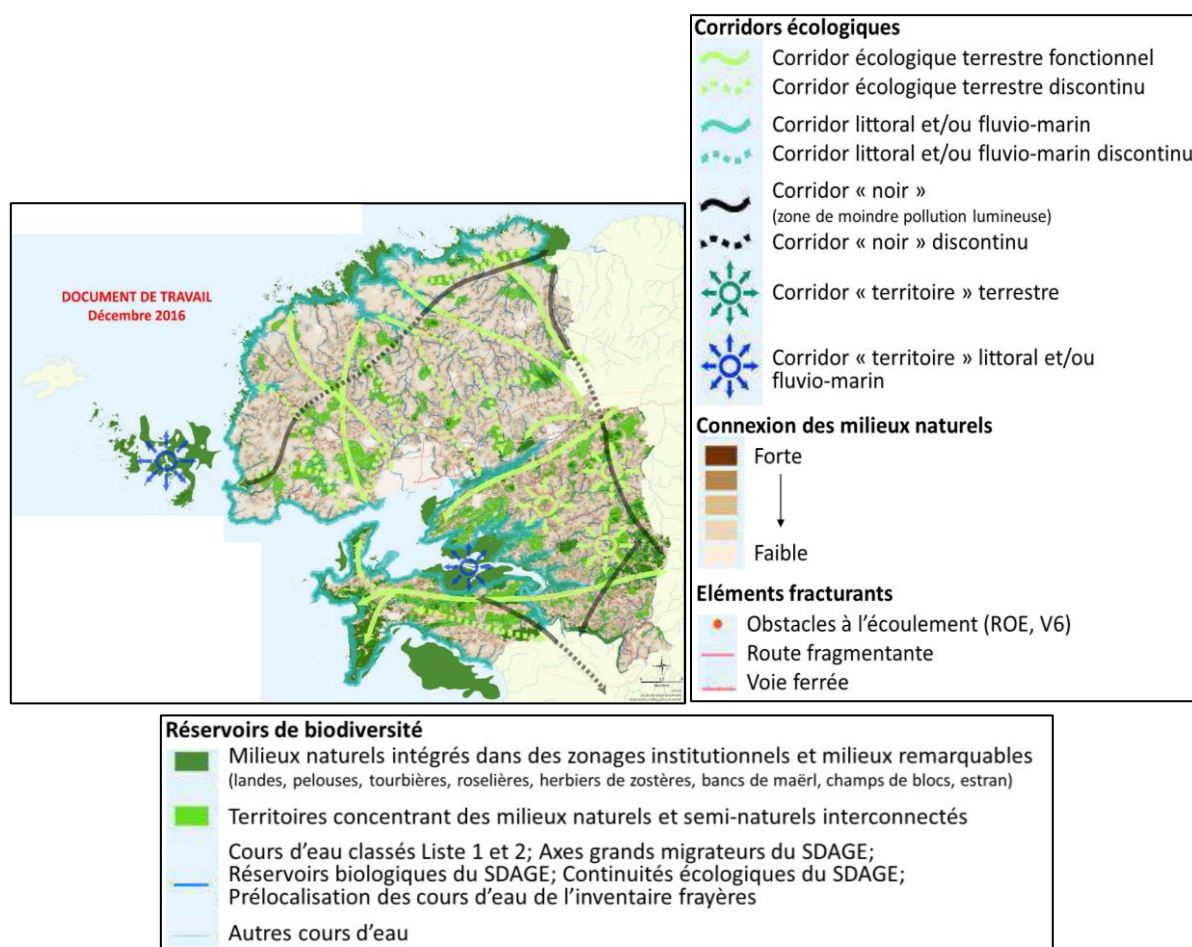 Corridors écologiques
Corridor écologique terrestre fonctionnel
Corridor écologique terrestre discontinu
Corridor littoral et/ou fluvio-marin
Corridor littoral et/ou fluvio-marin discontinu
Corridor « noir »
(zone de moindre pollution lumineuse)
Corridor « noir » discontinu
Corridor « territoire » terrestre
Corridor « territoire » littoral et/ou
fluvio-marin
Connexion des milieux naturels
Forte
Faible
Eléments fracturants
Obstacles à l’écoulement (ROE, V6)
Route fragmentante
Voie ferrée
DOCUMENT DE TRAVAIL
Décembre 2016
Réservoirs de biodiversité
Milieux naturels intégrés dans des zonages institutionnels et milieux remarquables
(landes, pelouses, tourbières, roselières, herbiers de zostères, bancs de maërl, champs de blocs, estran)
Territoires concentrant des milieux naturels et semi-naturels interconnectés
Cours d’eau classés Liste 1 et 2; Axes grands migrateurs du SDAGE;
Réservoirs biologiques du SDAGE; Continuités écologiques du SDAGE;
Prélocalisation des cours d’eau de l’inventaire frayères
Autres cours d’eau